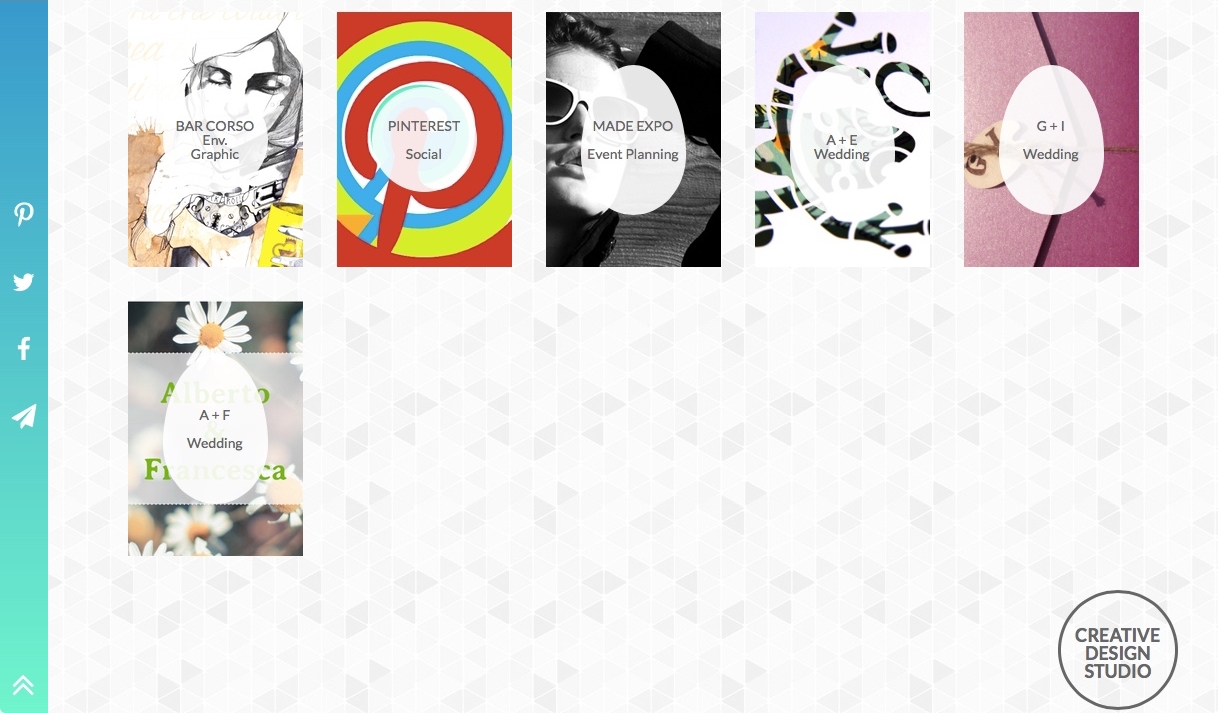 BAR CORSO
Env.
Graphic
PINTEREST
Social
MADE EXPO
Event Planning
A + E
Wedding
G + I
Wedding
Alberto
A + F
Wedding
Francesca
CREATIVE
DESIGN
STUDIO